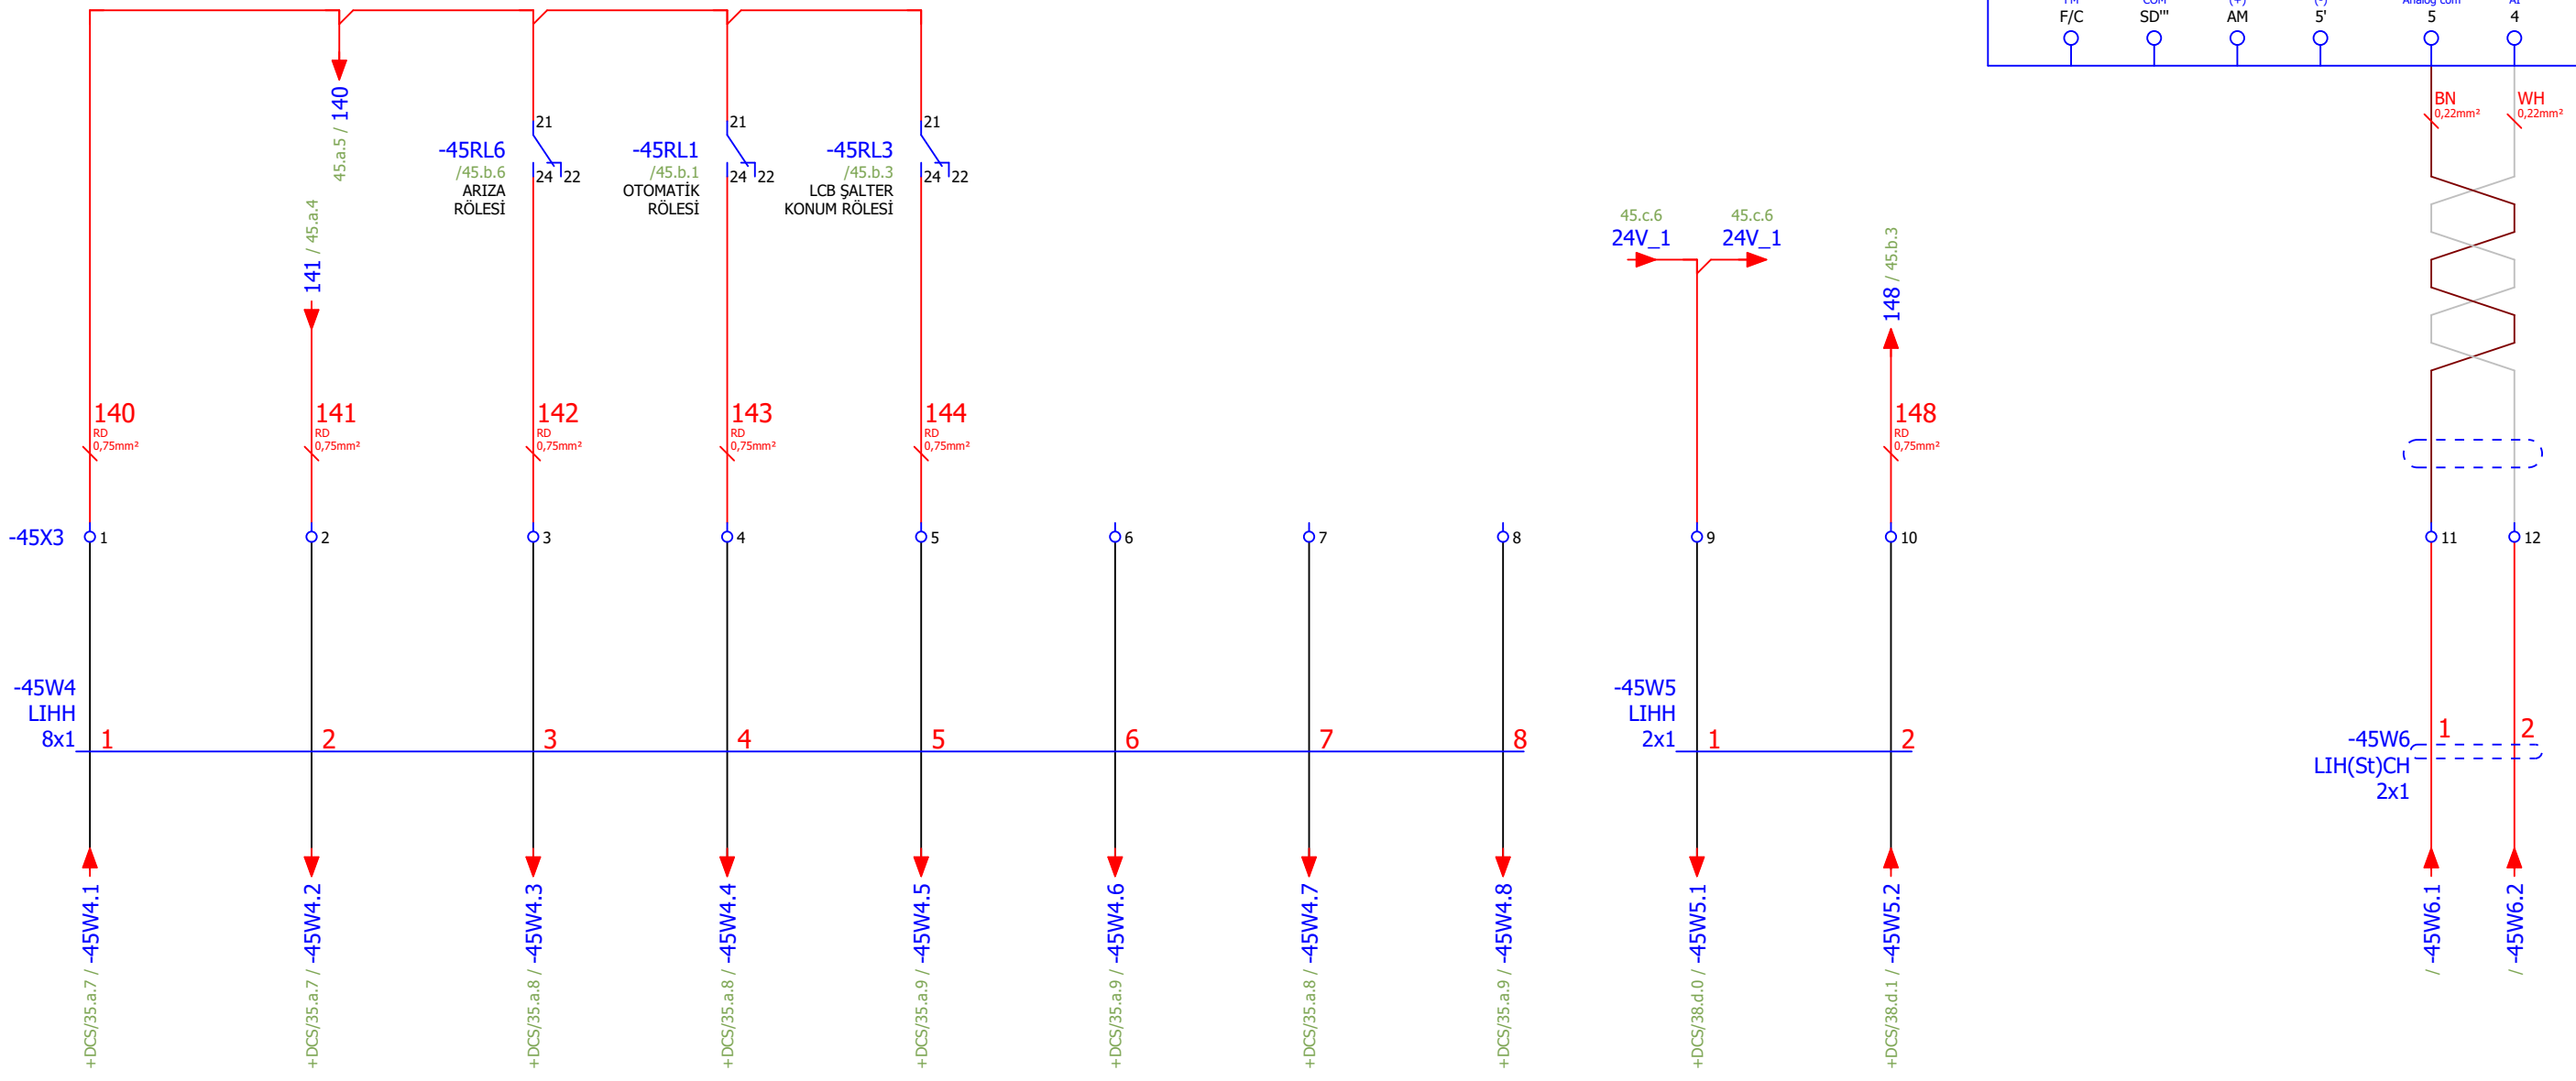 FM
COM
(+)
(-)
Analog com
AI
F/C
SD'"
AM
5'
5
4
45.a.5 / 140
141 / 45.a.4
21
-45RL6
/45.b.6
ARIZA
RÖLESİ
24
22
21
-45RL1
/45.b.1
OTOMATİK
RÖLESİ
24
22
21
-45RL3
/45.b.3
LCB ŞALTER
KONUM RÖLESİ
24
22
45.c.6
24V_1
45.c.6
24V_1
148 / 45.b.3
BN
0,22mm²
WH
0,22mm²
140
RD
0,75mm²
141
RD
0,75mm²
142
RD
0,75mm²
143
RD
0,75mm²
144
RD
0,75mm²
148
RD
0,75mm²
-45X3
1
2
3
4
5
6
7
8
9
10
11
12
-45W4
LIHH
8x1
1
2
3
4
5
6
7
8
-45W5
LIHH
2x1
1
2
-45W6
LIH(St)CH
2x1
1
2
+DCS/35.a.7 / -45W4.1
+DCS/35.a.7 / -45W4.2
+DCS/35.a.8 / -45W4.3
+DCS/35.a.8 / -45W4.4
+DCS/35.a.9 / -45W4.5
+DCS/35.a.9 / -45W4.6
+DCS/35.a.8 / -45W4.7
+DCS/35.a.9 / -45W4.8
+DCS/38.d.0 / -45W5.1
+DCS/38.d.1 / -45W5.2
/ -45W6.1
/ -45W6.2